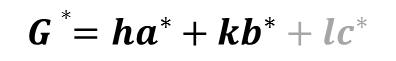 G* = ha* + kb* + lc*